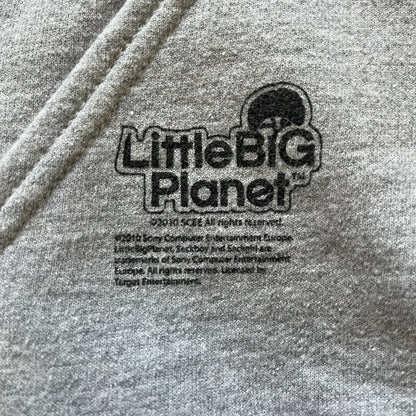 LittleBIG
Planet™
©2010 SCEE All rights reserved.
©2010 Sony Computer Entertainment Europe.
LittleBigPlanet, Sackboy and Sackgirl are
trademarks of Sony Computer Entertainment
Europe. All rights reserved. Licensed by
Target Entertainment.